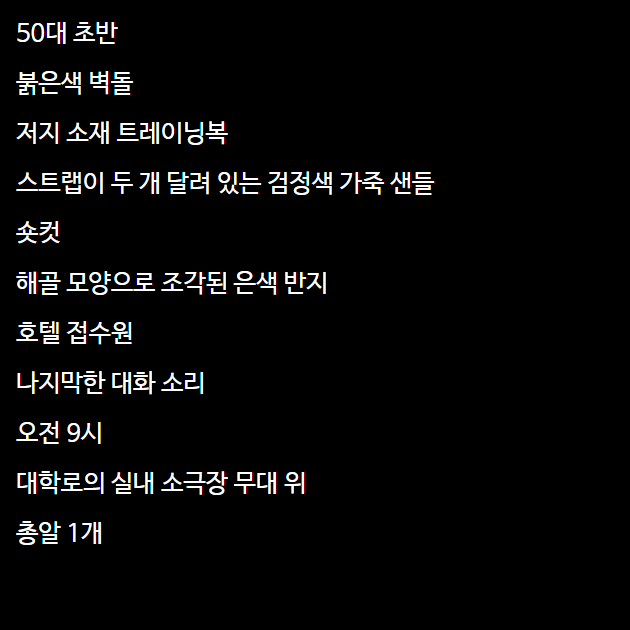 50대 초반
붉은색 벽돌
저지 소재 트레이닝복
스트랩이 두 개 달려 있는 검정색 가죽 샌들
숏컷
해골 모양으로 조각된 은색 반지
호텔 접수원
나지막한 대화 소리
오전 9시
대학로의 실내 소극장 무대 위
총알 1개